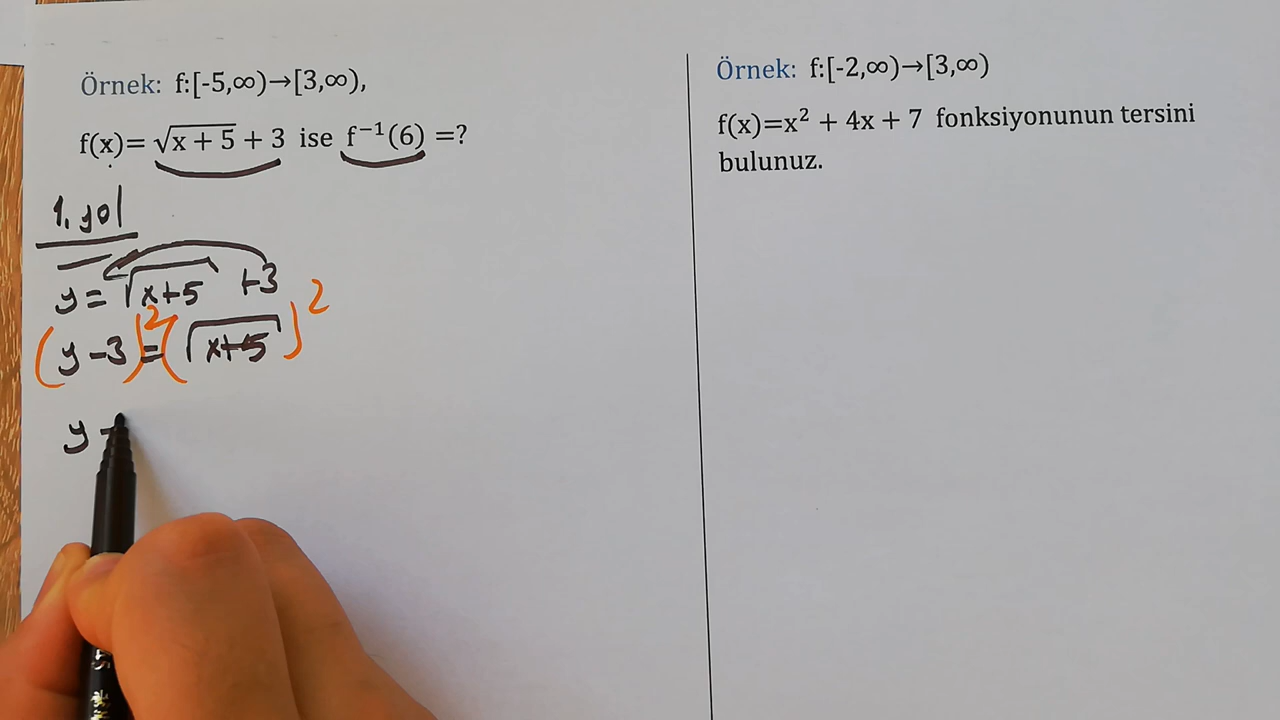 Örnek: f:[-5,∞)→[3,∞),
f(x)= √x + 5 + 3 ise f⁻¹(6) =?
1. yol
y = √x+5 +3
(y-3)² = (√x+5)²
y -
Örnek: f:[-2,∞)→[3,∞)
f(x)=x² + 4x + 7 fonksiyonunun tersini
bulunuz.